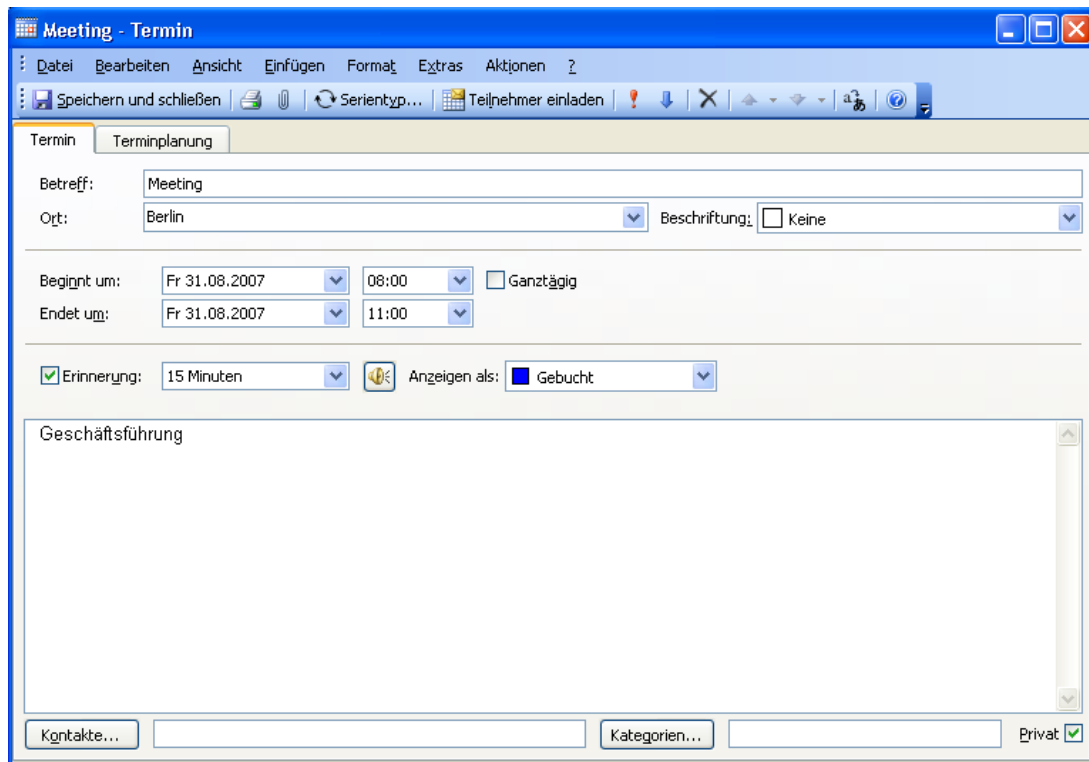 Meeting - Termin
Datei Bearbeiten Ansicht Einfügen Format Extras Aktionen ?
Speichern und schließen Serientyp... Teilnehmer einladen
Termin Terminplanung
Betreff: Meeting
Ort: Berlin Beschriftung: Keine
Beginnt um: Fr 31.08.2007 08:00 Ganztägig
Endet um: Fr 31.08.2007 11:00
Erinnerung: 15 Minuten Anzeigen als: Gebucht
Geschäftsführung
Kontakte... Kategorien... Privat